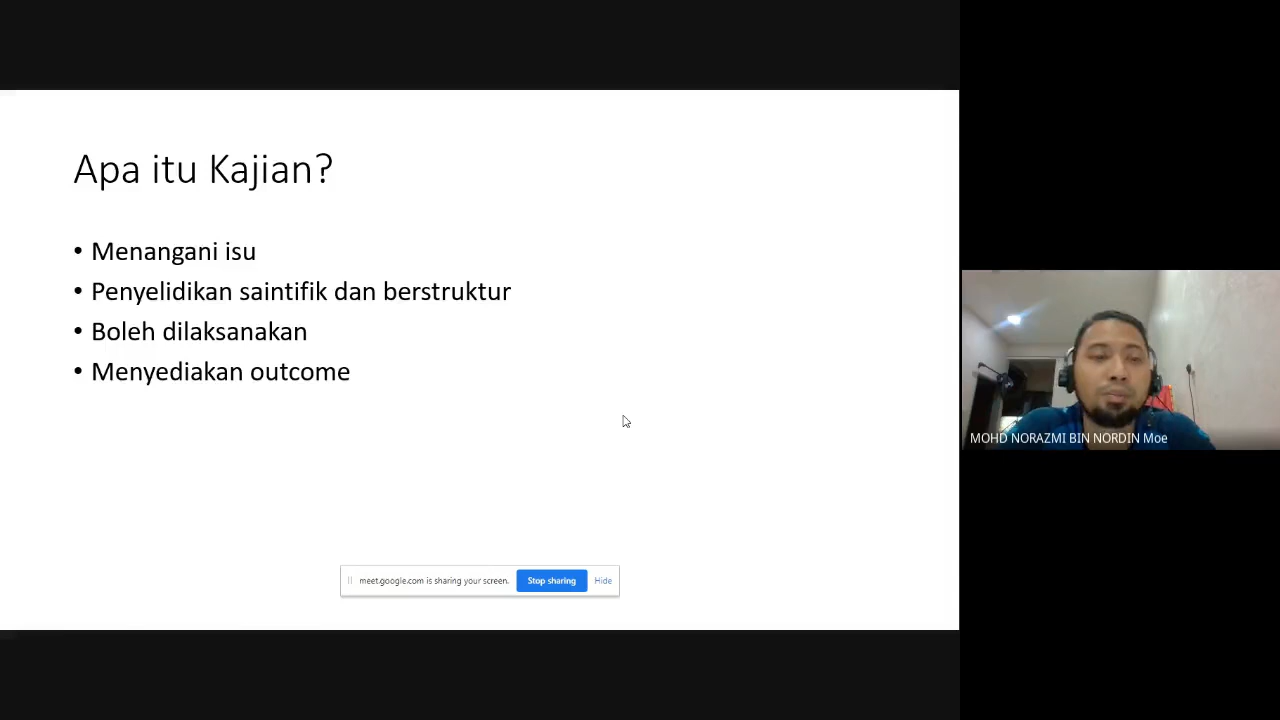 Apa itu Kajian?
• Menangani isu
• Penyelidikan saintifik dan berstruktur
• Boleh dilaksanakan
• Menyediakan outcome
meet.google.com is sharing your screen. Stop sharing Hide
MOHD NORAZMI BIN NORDIN Moe